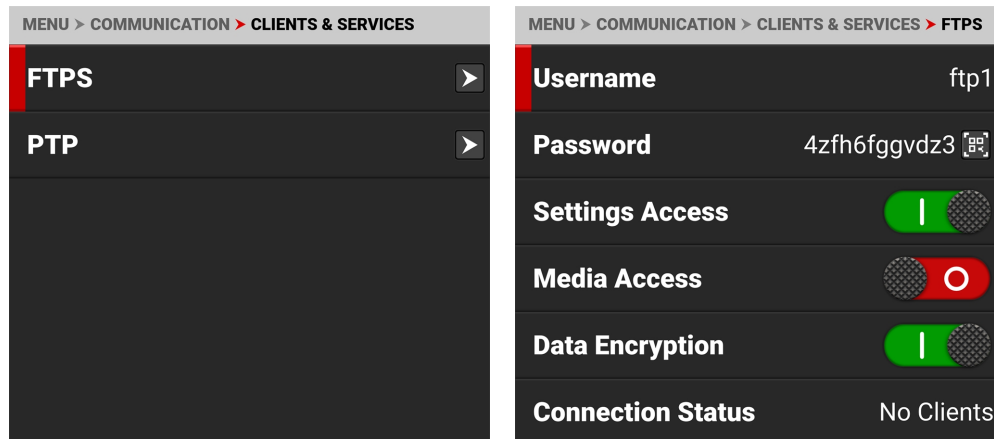 MENU > COMMUNICATION > CLIENTS & SERVICES
FTPS
PTP
MENU > COMMUNICATION > CLIENTS & SERVICES > FTPS
Username ftp1
Password 4zfh6fggvdz3
Settings Access
Media Access
Data Encryption
Connection Status No Clients